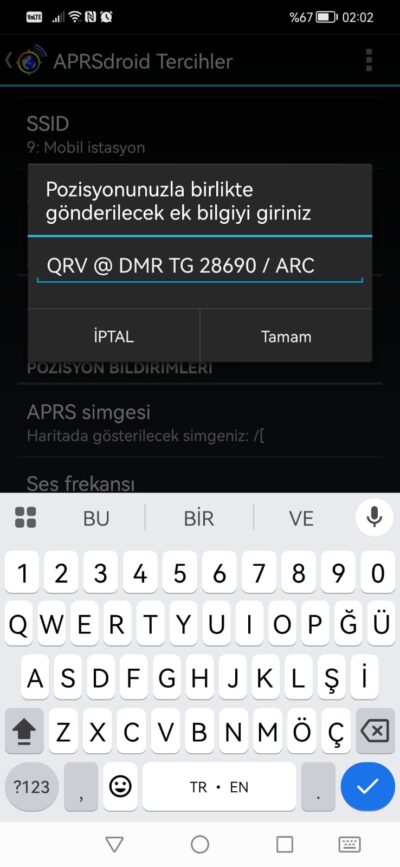 VoLTE %67 02:02
APRSdroid Tercihler
SSID
9: Mobil istasyon
Pozisyonunuzla birlikte
gönderilecek ek bilgiyi giriniz
QRV @ DMR TG 28690 / ARC
İPTAL Tamam
POZİSYON BİLDİRİMLERİ
APRS simgesi
Haritada gösterilecek simgeniz: /[
Ses frekansı
BU BİR VE
1 2 3 4 5 6 7 8 9 0
Q W E R T Y U I O P Ğ Ü
A S D F G H J K L Ş İ
Z X C V B N M Ö Ç
?123 , TR • EN .